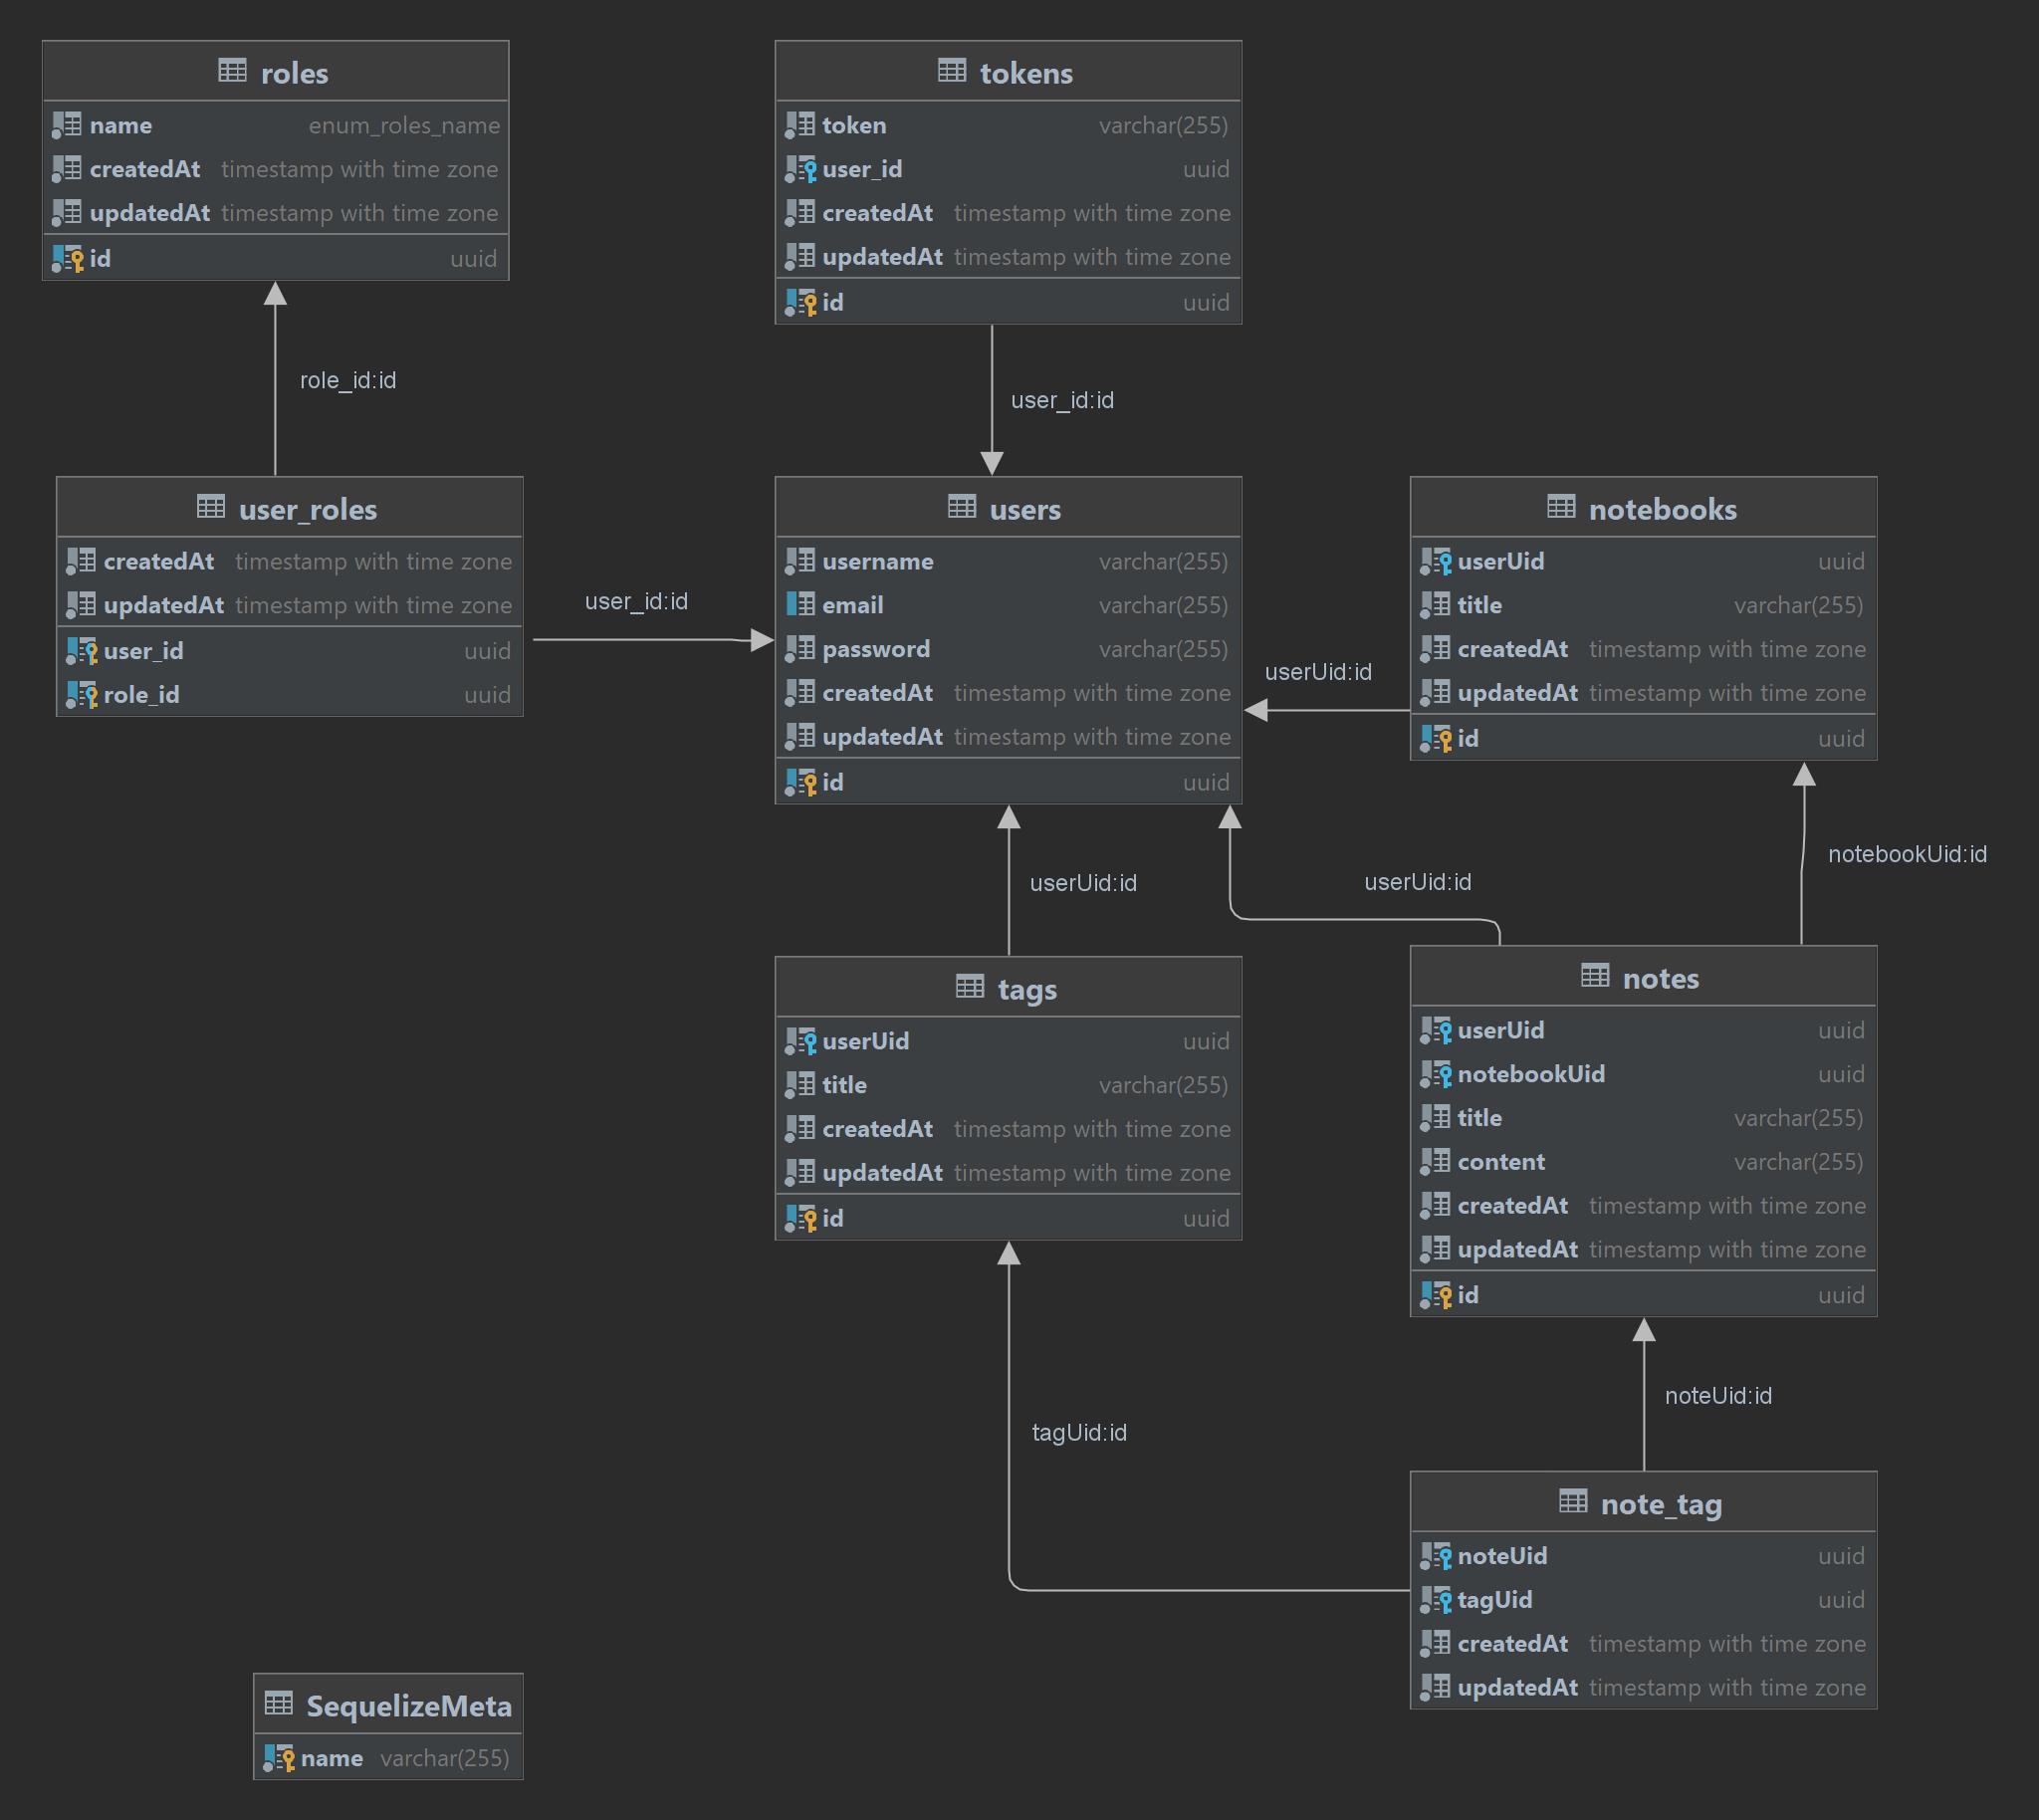 roles
name enum_roles_name
createdAt timestamp with time zone
updatedAt timestamp with time zone
id uuid
tokens
token varchar(255)
user_id uuid
createdAt timestamp with time zone
updatedAt timestamp with time zone
id uuid
role_id:id
user_id:id
user_roles
createdAt timestamp with time zone
updatedAt timestamp with time zone
user_id uuid
role_id uuid
user_id:id
users
username varchar(255)
email varchar(255)
password varchar(255)
createdAt timestamp with time zone
updatedAt timestamp with time zone
id uuid
userUid:id
notebooks
userUid uuid
title varchar(255)
createdAt timestamp with time zone
updatedAt timestamp with time zone
id uuid
userUid:id
userUid:id
notebookUid:id
tags
userUid uuid
title varchar(255)
createdAt timestamp with time zone
updatedAt timestamp with time zone
id uuid
notes
userUid uuid
notebookUid uuid
title varchar(255)
content varchar(255)
createdAt timestamp with time zone
updatedAt timestamp with time zone
id uuid
tagUid:id
noteUid:id
note_tag
noteUid uuid
tagUid uuid
createdAt timestamp with time zone
updatedAt timestamp with time zone
SequelizeMeta
name varchar(255)